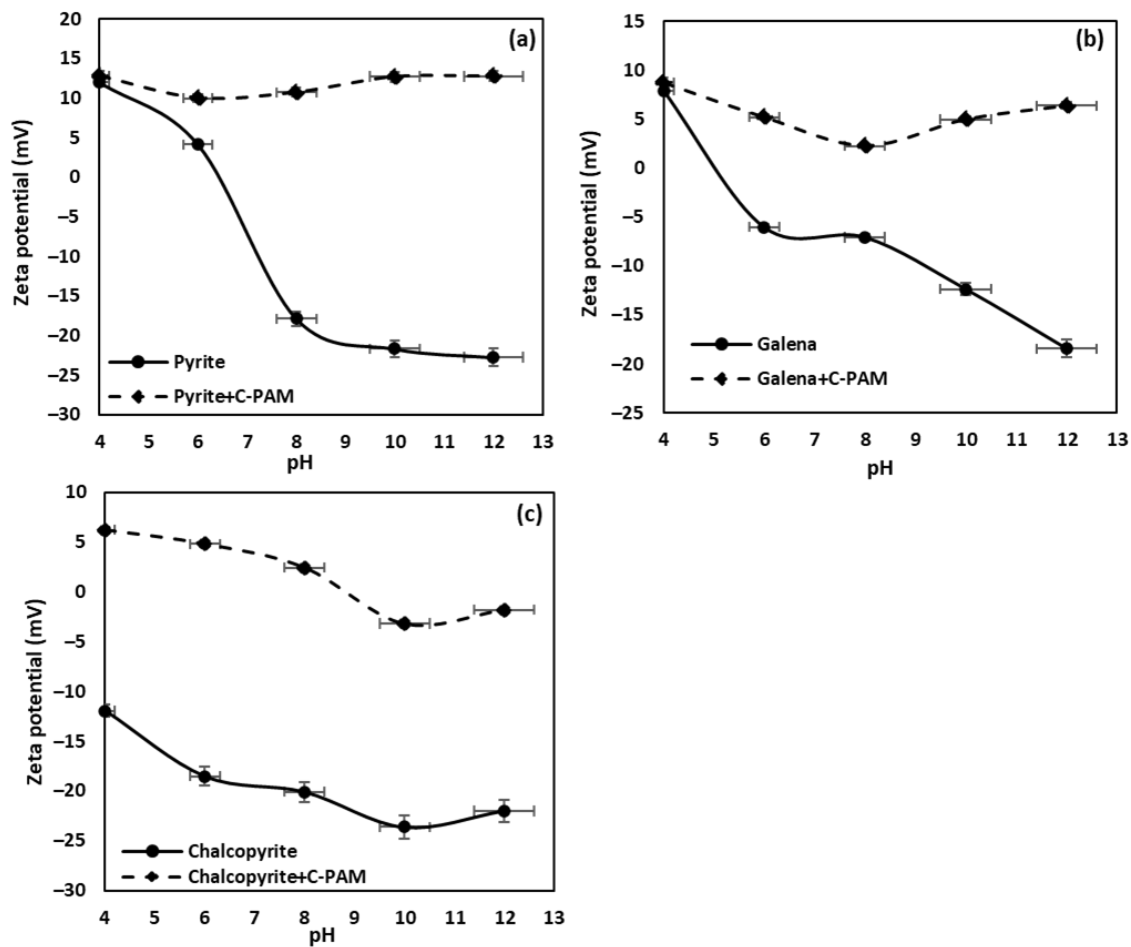 (a)
Zeta potential (mV)
20
15
10
5
0
−5
−10
−15
−20
−25
−30
Pyrite
Pyrite+C-PAM
4 5 6 7 8 9 10 11 12 13
pH
(b)
Zeta potential (mV)
15
10
5
0
−5
−10
−15
−20
−25
Galena
Galena+C-PAM
4 5 6 7 8 9 10 11 12 13
pH
(c)
Zeta potential (mV)
10
5
0
−5
−10
−15
−20
−25
−30
Chalcopyrite
Chalcopyrite+C-PAM
4 5 6 7 8 9 10 11 12 13
pH